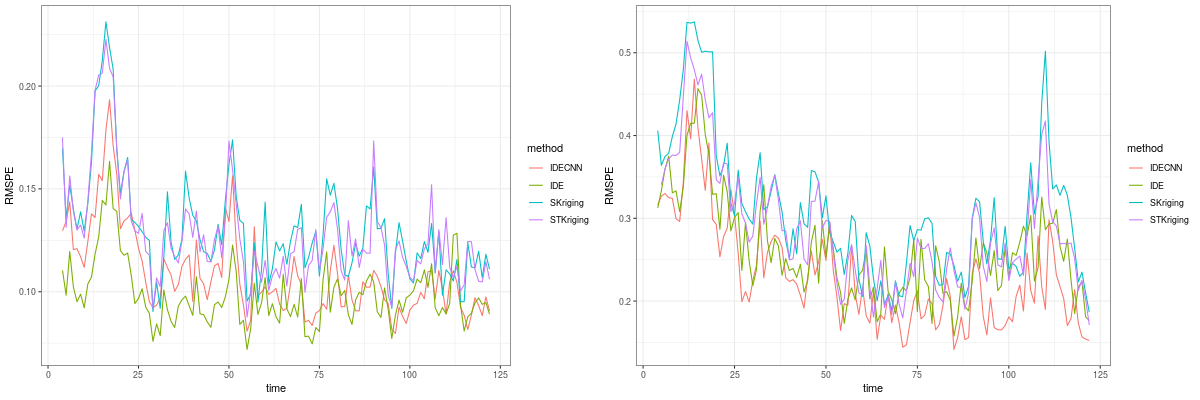 RMSPE
0.20
0.15
0.10
0
25
50
75
100
125
time
method
IDECNN
IDE
SKriging
STKriging
RMSPE
0.5
0.4
0.3
0.2
0
25
50
75
100
125
time
method
IDECNN
IDE
SKriging
STKriging